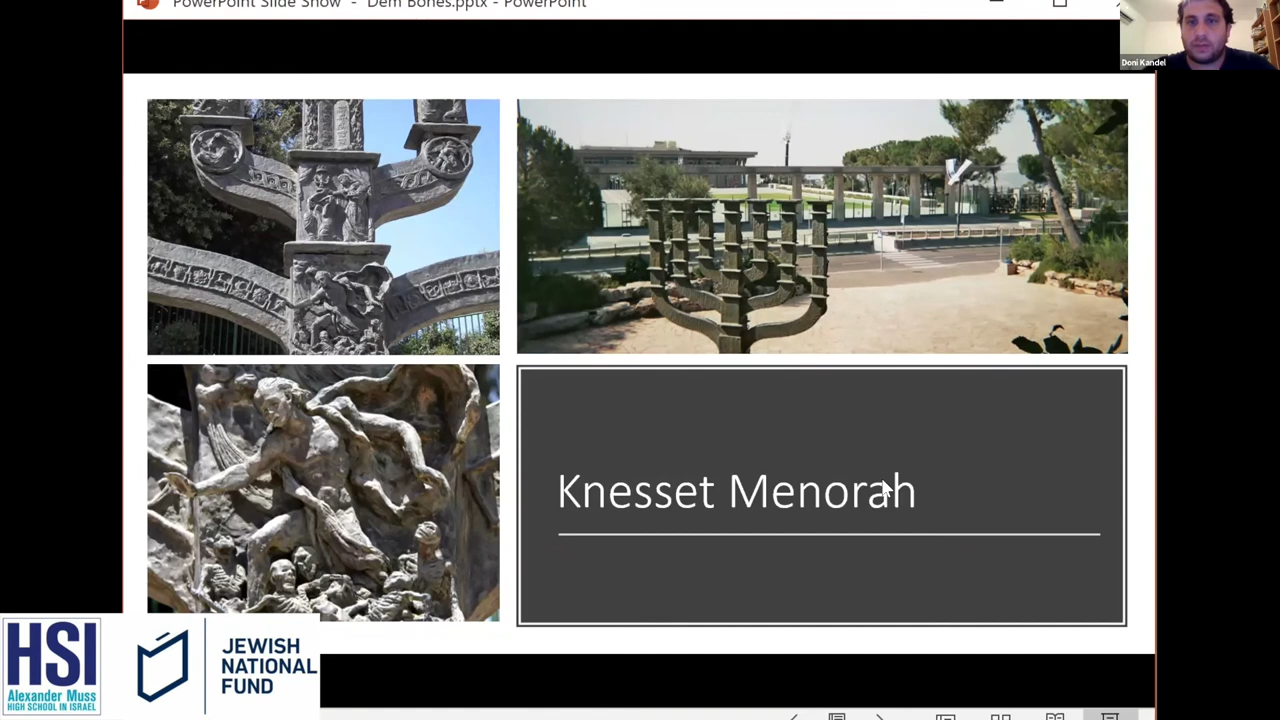 PowerPoint Slide Show - Dem Bones.pptx - PowerPoint
Doni Kandel
Knesset Menorah
HSI
Alexander Muss
HIGH SCHOOL IN ISRAEL
JEWISH
NATIONAL
FUND